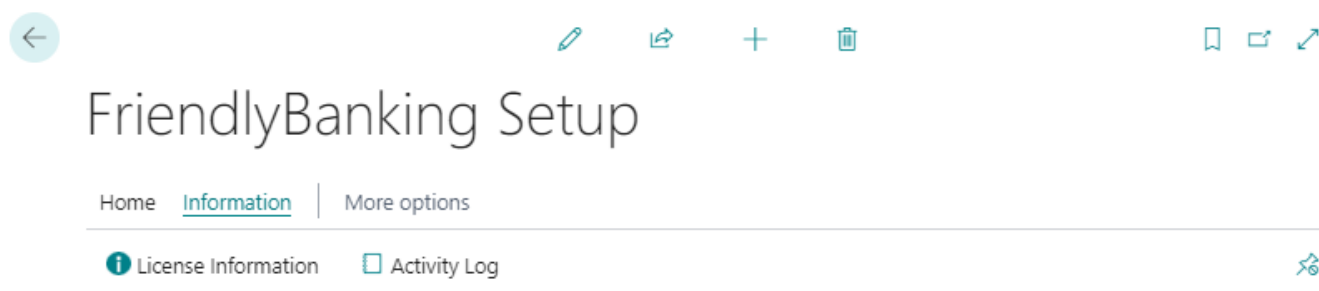 FriendlyBanking Setup
Home Information More options
License Information Activity Log